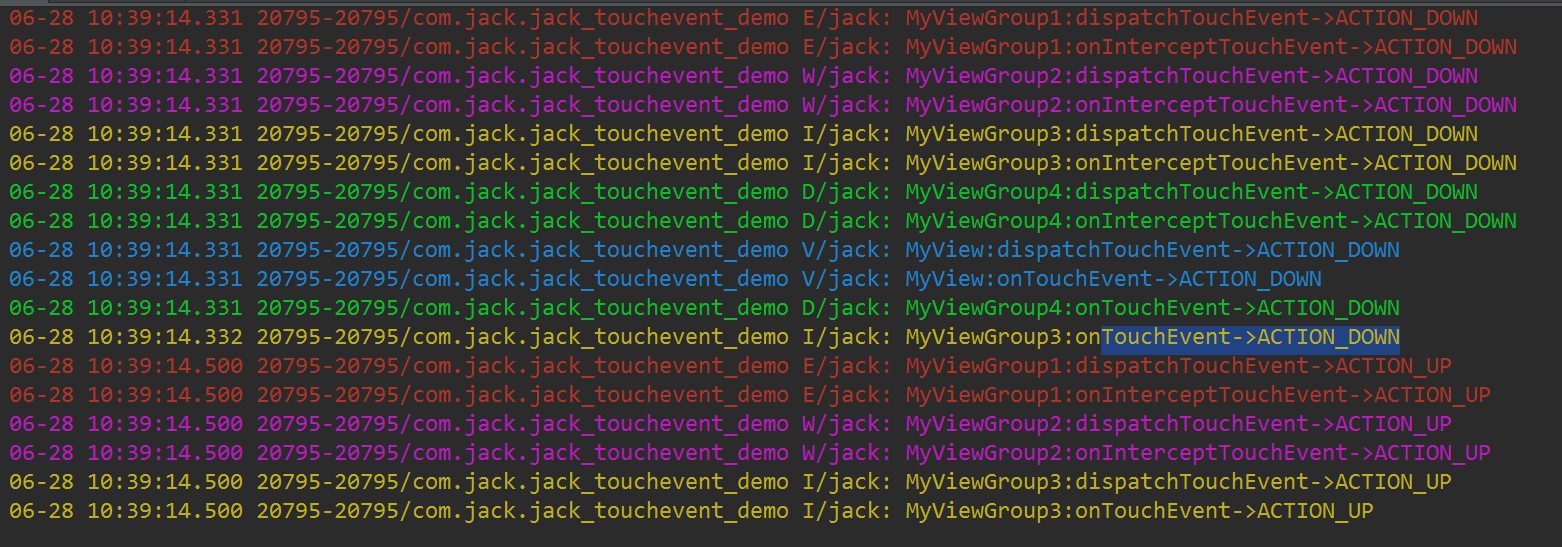 06-28 10:39:14.331 20795-20795/com.jack.jack_touchevent_demo E/jack: MyViewGroup1:dispatchTouchEvent->ACTION_DOWN
06-28 10:39:14.331 20795-20795/com.jack.jack_touchevent_demo E/jack: MyViewGroup1:onInterceptTouchEvent->ACTION_DOWN
06-28 10:39:14.331 20795-20795/com.jack.jack_touchevent_demo W/jack: MyViewGroup2:dispatchTouchEvent->ACTION_DOWN
06-28 10:39:14.331 20795-20795/com.jack.jack_touchevent_demo W/jack: MyViewGroup2:onInterceptTouchEvent->ACTION_DOWN
06-28 10:39:14.331 20795-20795/com.jack.jack_touchevent_demo I/jack: MyViewGroup3:dispatchTouchEvent->ACTION_DOWN
06-28 10:39:14.331 20795-20795/com.jack.jack_touchevent_demo I/jack: MyViewGroup3:onInterceptTouchEvent->ACTION_DOWN
06-28 10:39:14.331 20795-20795/com.jack.jack_touchevent_demo D/jack: MyViewGroup4:dispatchTouchEvent->ACTION_DOWN
06-28 10:39:14.331 20795-20795/com.jack.jack_touchevent_demo D/jack: MyViewGroup4:onInterceptTouchEvent->ACTION_DOWN
06-28 10:39:14.331 20795-20795/com.jack.jack_touchevent_demo V/jack: MyView:dispatchTouchEvent->ACTION_DOWN
06-28 10:39:14.331 20795-20795/com.jack.jack_touchevent_demo V/jack: MyView:onTouchEvent->ACTION_DOWN
06-28 10:39:14.331 20795-20795/com.jack.jack_touchevent_demo D/jack: MyViewGroup4:onTouchEvent->ACTION_DOWN
06-28 10:39:14.332 20795-20795/com.jack.jack_touchevent_demo I/jack: MyViewGroup3:onTouchEvent->ACTION_DOWN
06-28 10:39:14.500 20795-20795/com.jack.jack_touchevent_demo E/jack: MyViewGroup1:dispatchTouchEvent->ACTION_UP
06-28 10:39:14.500 20795-20795/com.jack.jack_touchevent_demo E/jack: MyViewGroup1:onInterceptTouchEvent->ACTION_UP
06-28 10:39:14.500 20795-20795/com.jack.jack_touchevent_demo W/jack: MyViewGroup2:dispatchTouchEvent->ACTION_UP
06-28 10:39:14.500 20795-20795/com.jack.jack_touchevent_demo W/jack: MyViewGroup2:onInterceptTouchEvent->ACTION_UP
06-28 10:39:14.500 20795-20795/com.jack.jack_touchevent_demo I/jack: MyViewGroup3:dispatchTouchEvent->ACTION_UP
06-28 10:39:14.500 20795-20795/com.jack.jack_touchevent_demo I/jack: MyViewGroup3:onTouchEvent->ACTION_UP